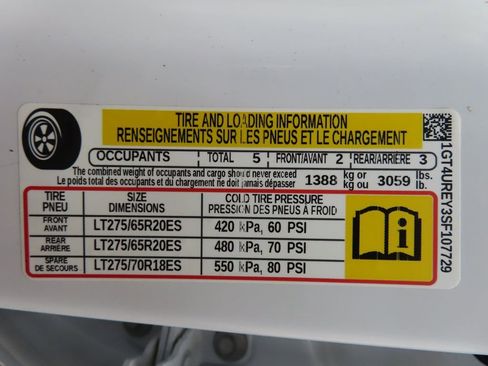 TIRE AND LOADING INFORMATION
RENSEIGNEMENTS SUR LES PNEUS ET LE CHARGEMENT
OCCUPANTS TOTAL 5 FRONT/AVANT 2 REAR/ARRIÈRE 3
The combined weight of occupants and cargo should never exceed
Le poids total des occupants et du chargement ne doit jamais dépasser 1388 kg or kg ou 3059 lbs. lb.
TIRE PNEU SIZE DIMENSIONS COLD TIRE PRESSURE PRESSION DES PNEUS À FROID
FRONT AVANT LT275/65R20ES 420 kPa, 60 PSI
REAR ARRIÈRE LT275/65R20ES 480 kPa, 70 PSI
SPARE DE SECOURS LT275/70R18ES 550 kPa, 80 PSI
1GT4UREY3SF107729